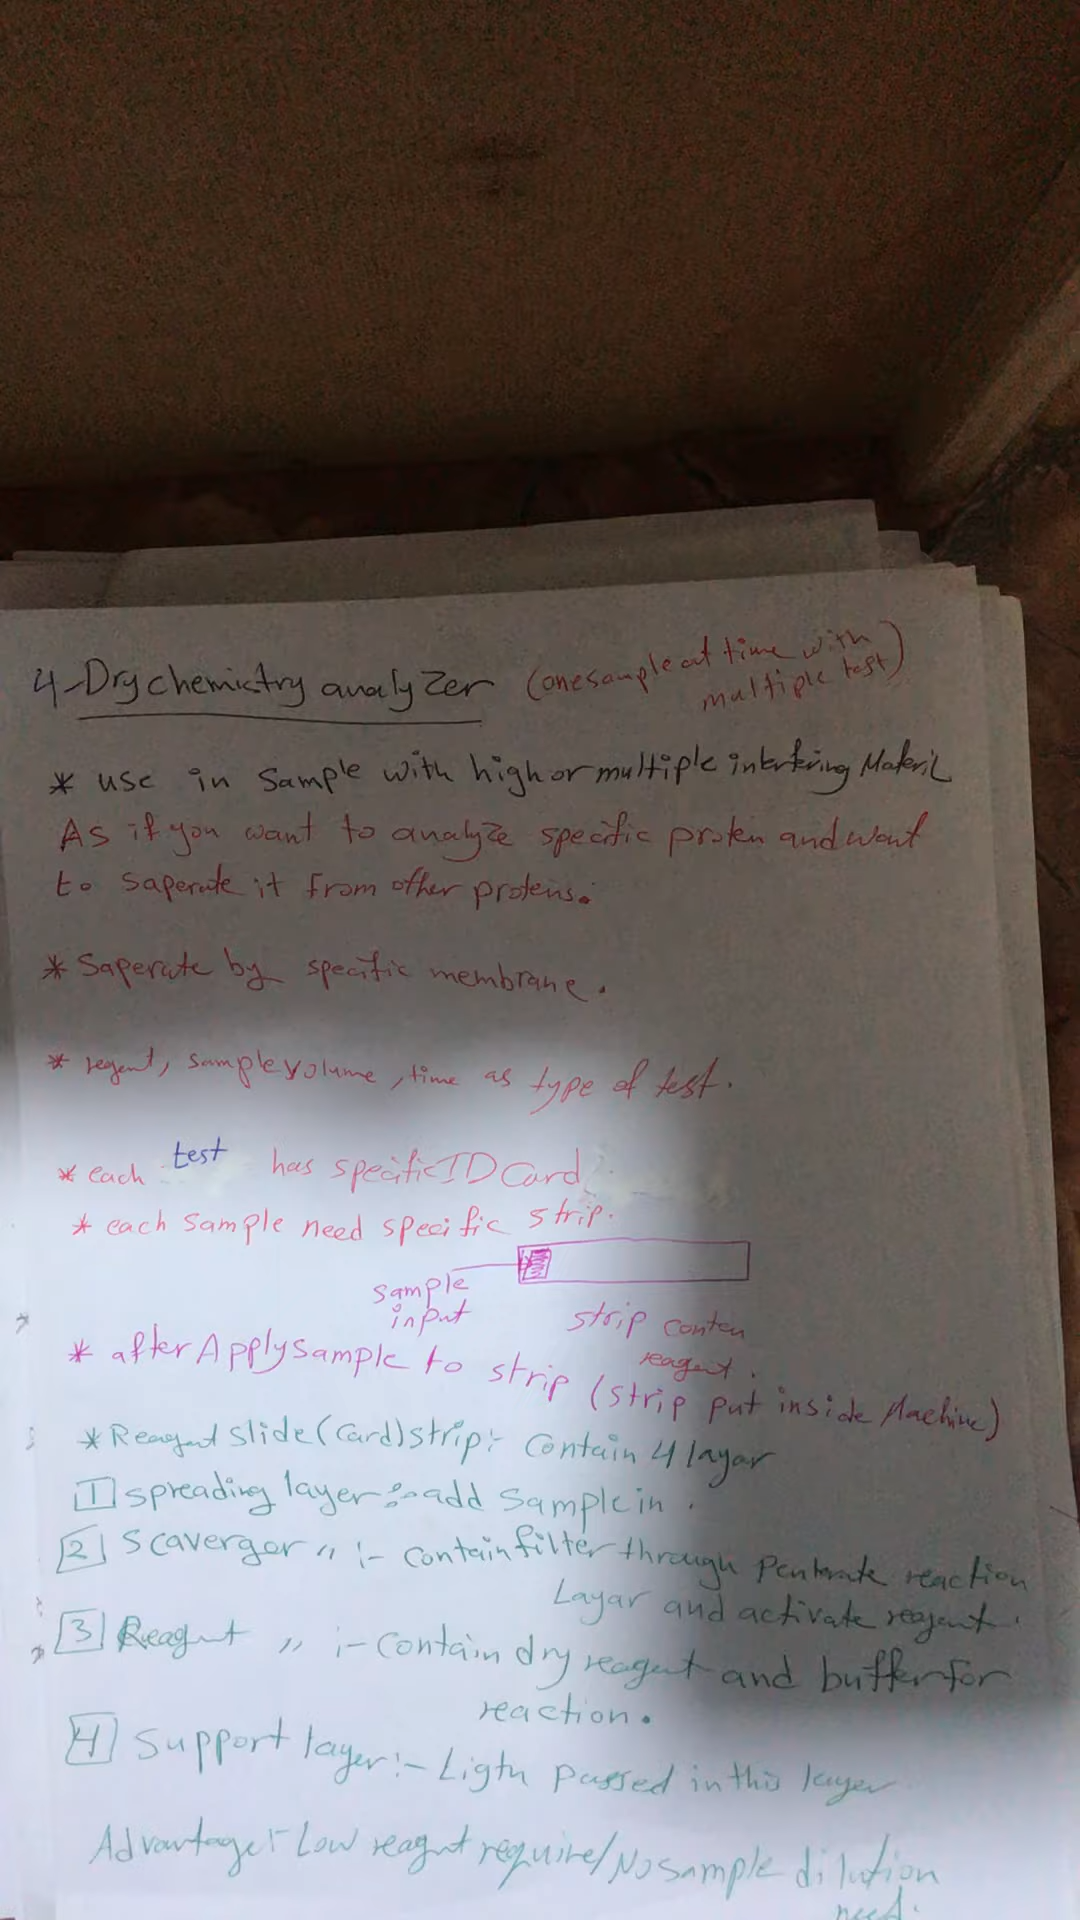 4-Dry chemictry analyzer (one sample at time with
multiple test)
* use in sample with high or multiple interfering Materil
As if you want to analyze specific proten and want
to saperate it from other protens.
* Saperate by specific membrane.
* regent, sample volume, time as type of test.
* each test has specific ID Card
* each sample need specific strip.
sample
input
strip conten
reagent.
* after Apply sample to strip (strip put inside Machine)
* Reagent slide (card) strip:- Contain 4 layar
1 spreading layer :- add sample in.
2 Scaverger " :- contain filter through Pentrate reaction
Layar and activate reagent.
3 Reagent " :- contain dry reagent and buffer for
reaction.
4 Support layer :- Ligth passed in this layer
Advantage :- Low reagent require/No sample dilution
need.